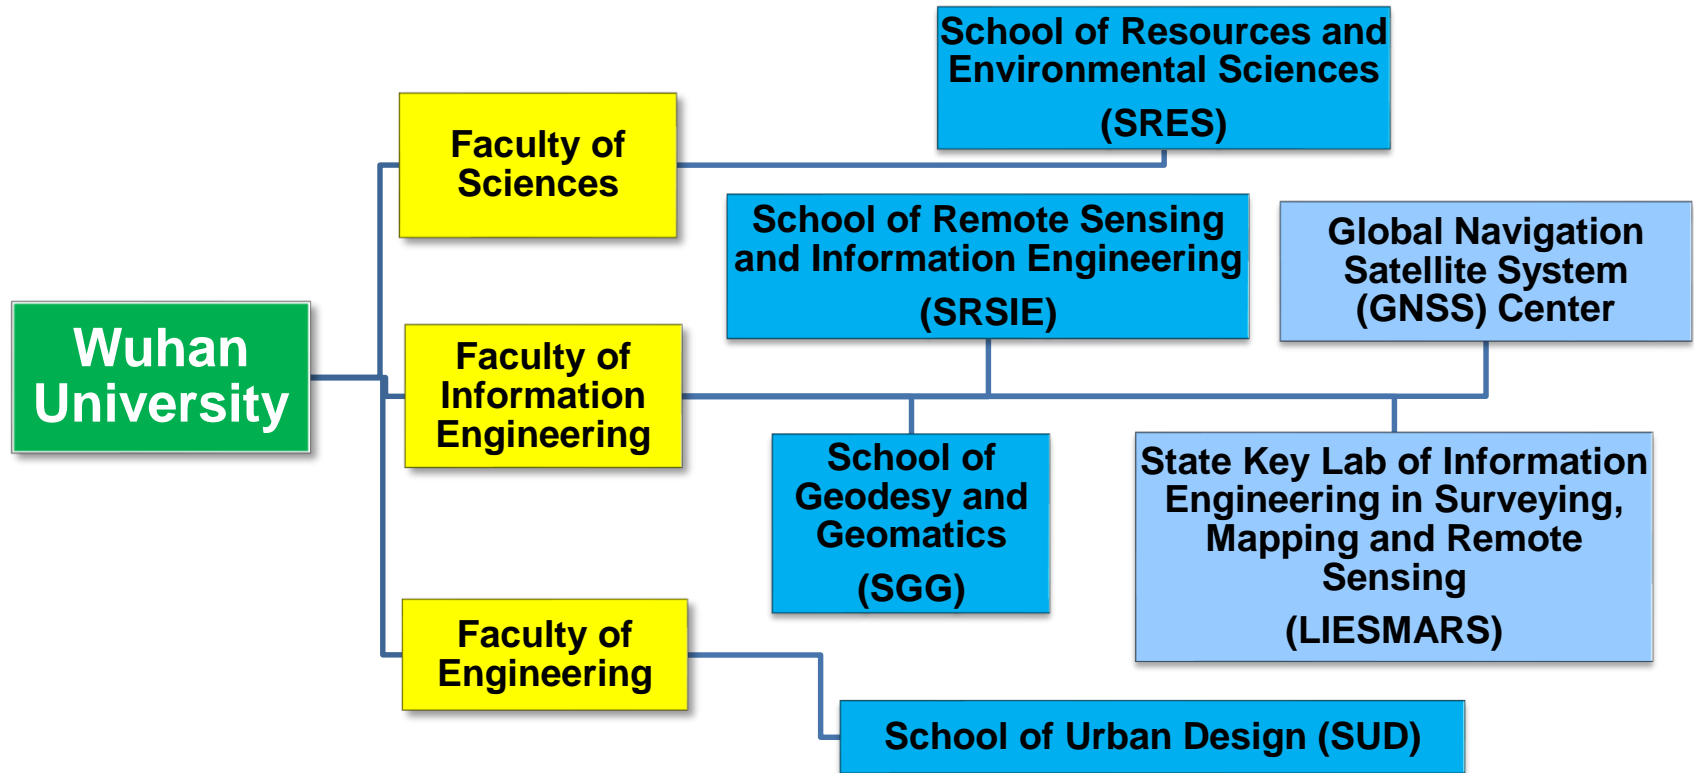 Wuhan
University
Faculty of
Sciences
School of Resources and
Environmental Sciences
(SRES)
Faculty of
Information
Engineering
School of Remote Sensing
and Information Engineering
(SRSIE)
Global Navigation
Satellite System
(GNSS) Center
School of
Geodesy and
Geomatics
(SGG)
State Key Lab of Information
Engineering in Surveying,
Mapping and Remote
Sensing
(LIESMARS)
Faculty of
Engineering
School of Urban Design (SUD)